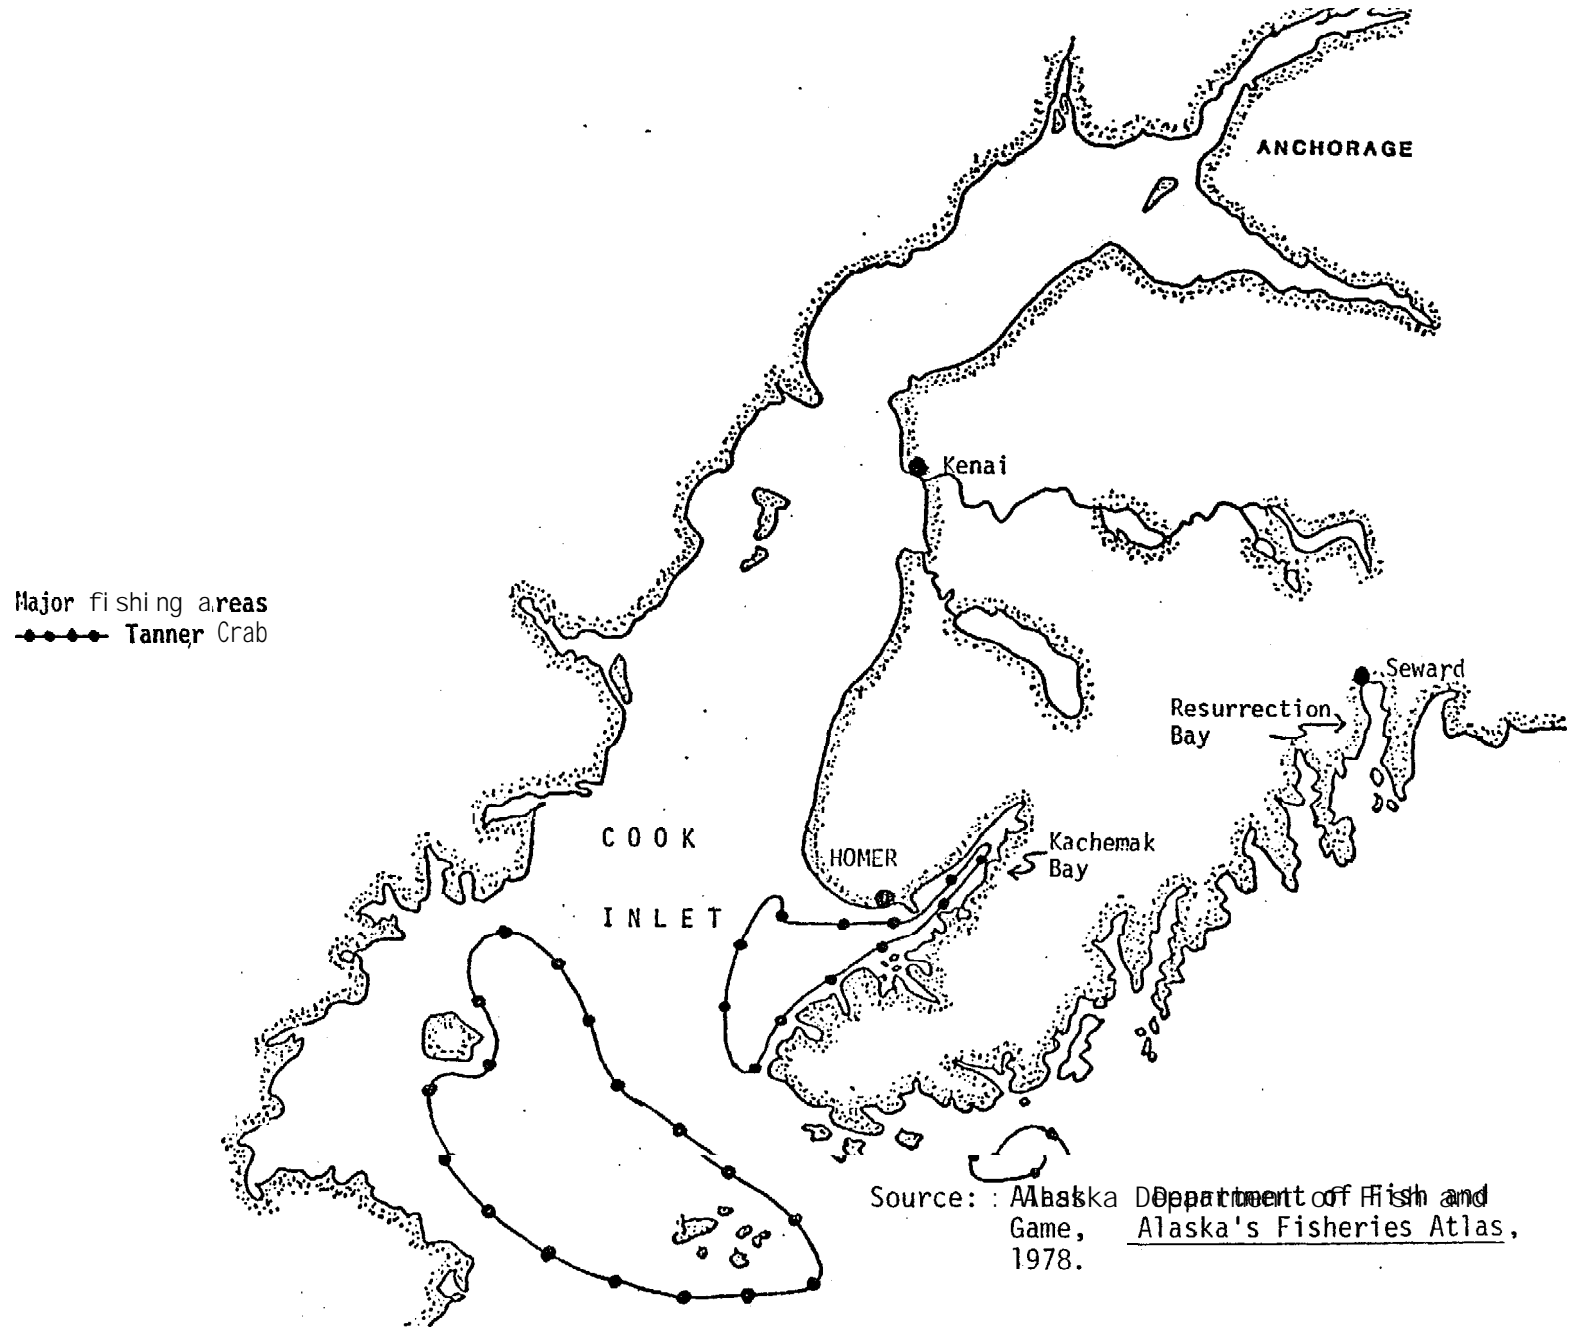 ANCHORAGE
Kenai
Major fishing areas
Tanner Crab
Seward
Resurrection
Bay
COOK
HOMER
Kachemak
Bay
INLET
Source: Alaska Department of Fish and
Game, Alaska's Fisheries Atlas,
1978.